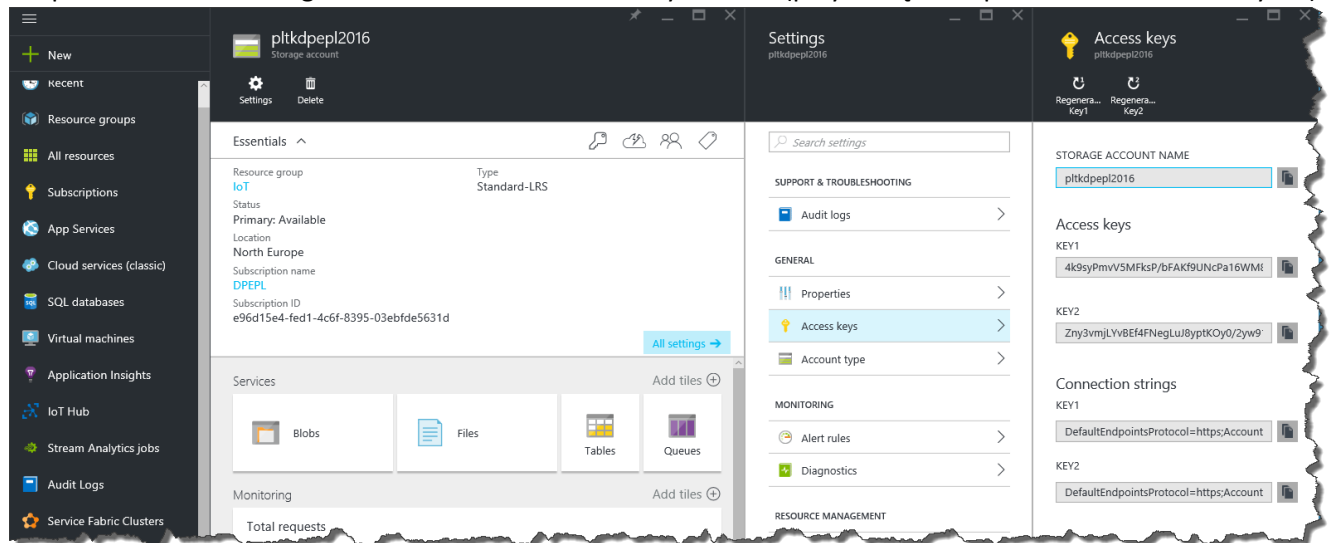 New
Recent
Resource groups
All resources
Subscriptions
App Services
Cloud services (classic)
SQL databases
Virtual machines
Application Insights
IoT Hub
Stream Analytics jobs
Audit Logs
Service Fabric Clusters
pltkdpepl2016
Storage account
Settings
Delete
Essentials
Resource group
IoT
Status
Primary: Available
Location
North Europe
Subscription name
DPEPL
Subscription ID
e96d15e4-fed1-4c6f-8395-03ebfde5631d
Type
Standard-LRS
All settings →
Services
Add tiles
Blobs
Files
Tables
Queues
Monitoring
Add tiles
Total requests
Settings
pltkdpepl2016
Search settings
SUPPORT & TROUBLESHOOTING
Audit logs
GENERAL
Properties
Access keys
Account type
MONITORING
Alert rules
Diagnostics
RESOURCE MANAGEMENT
Access keys
pltkdpepl2016
Regenera... Key1
Regenera... Key2
STORAGE ACCOUNT NAME
pltkdpepl2016
Access keys
KEY1
4k9syPmvV5MFksP/bFAKf9UNcPa16WM8
KEY2
Zny3vmjLYvBEf4FNegLuJ8yptKOy0/2yw9
Connection strings
KEY1
DefaultEndpointsProtocol=https;Account
KEY2
DefaultEndpointsProtocol=https;Account